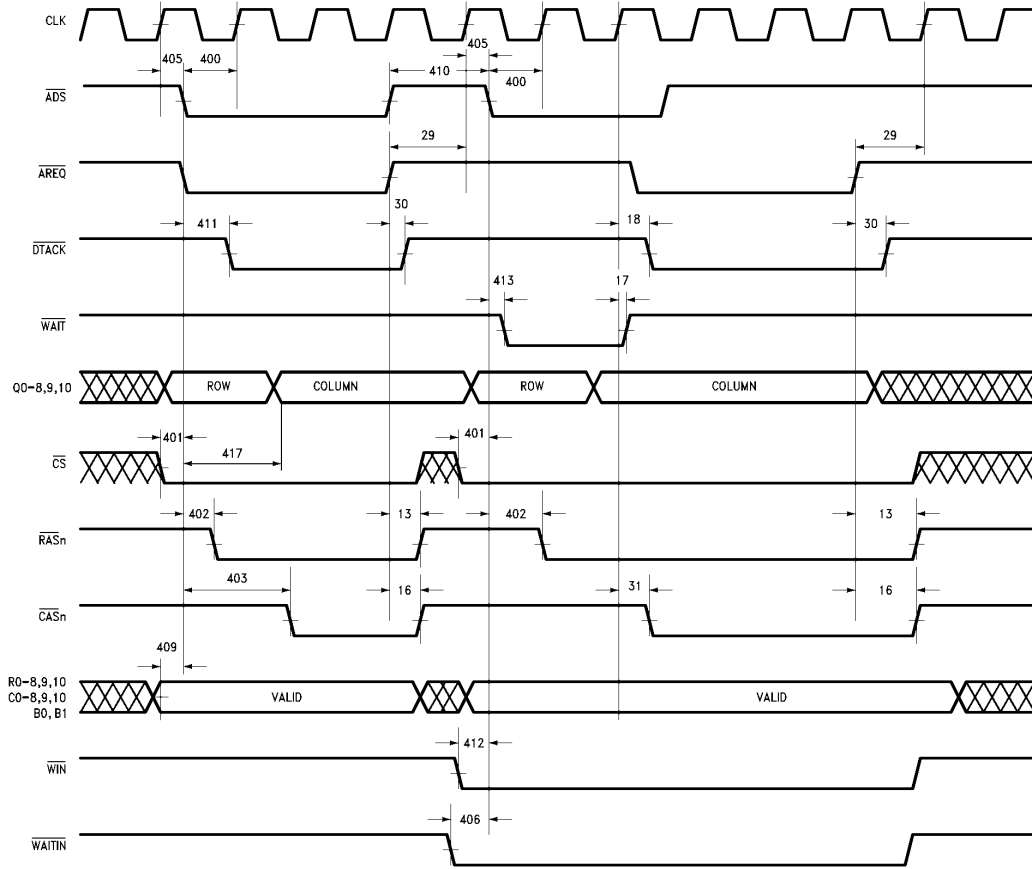 CLK
405
405 400
410
400
ADS
29 29
AREQ
411 30 18 30
DTACK
413 17
WAIT
Q0-8,9,10 ROW COLUMN ROW COLUMN
401 401
417
CS
402 13 402 13
RASn
403 16 31 16
CASn
409
R0-8,9,10
C0-8,9,10
B0, B1
VALID VALID
412
WIN
406
WAITIN